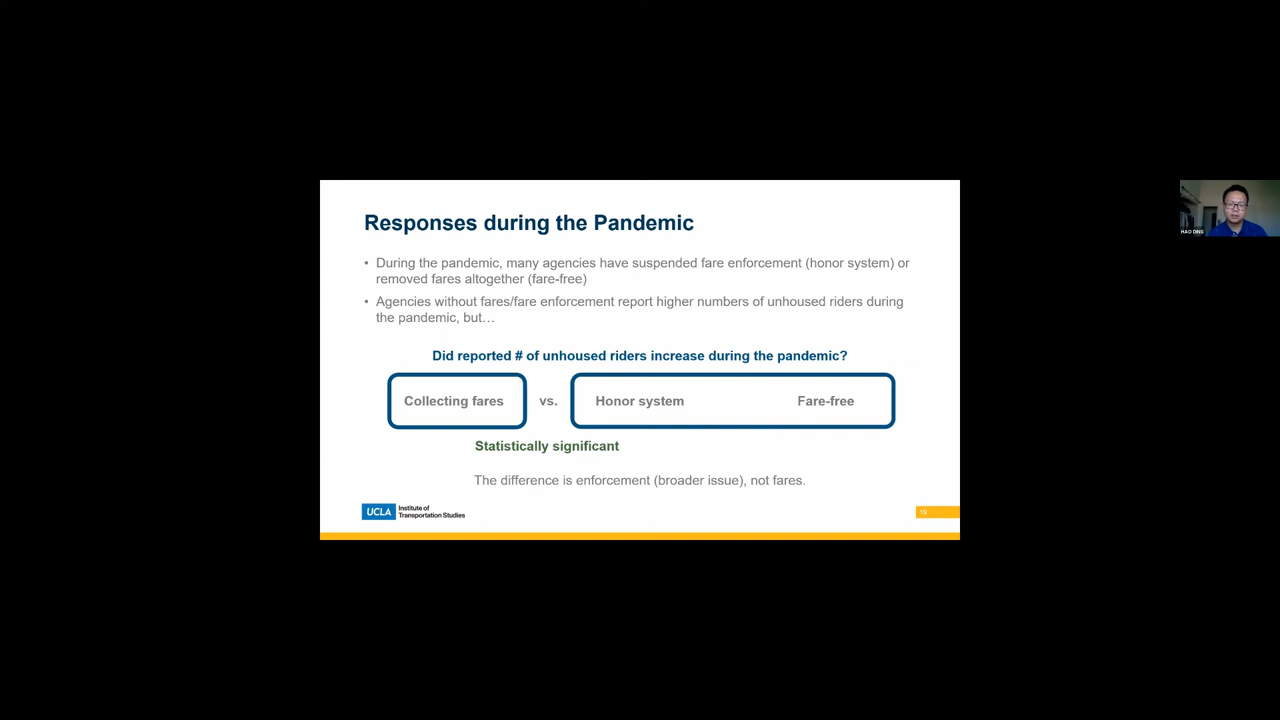 Responses during the Pandemic
• During the pandemic, many agencies have suspended fare enforcement (honor system) or
removed fares altogether (fare-free)
• Agencies without fares/fare enforcement report higher numbers of unhoused riders during
the pandemic, but…
Did reported # of unhoused riders increase during the pandemic?
Collecting fares vs. Honor system Fare-free
Statistically significant
The difference is enforcement (broader issue), not fares.
UCLA Institute of
Transportation Studies
19
HAO DING